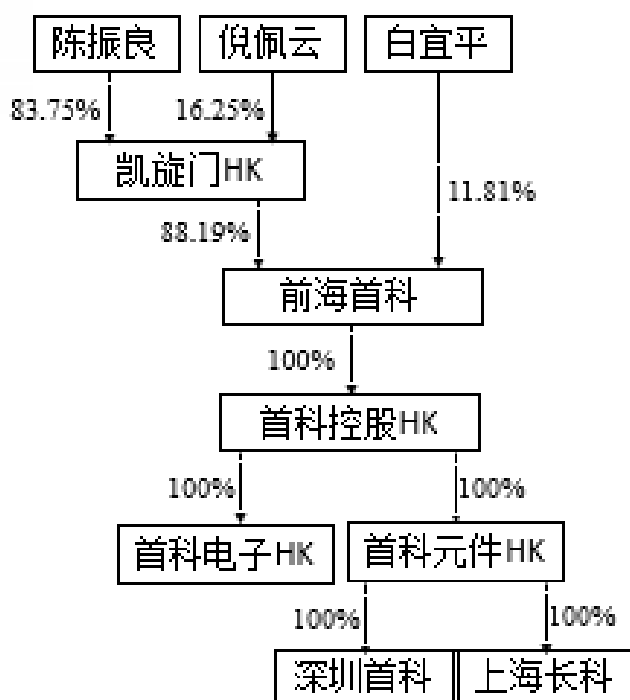 陈振良 倪佩云 白宜平
83.75% 16.25%
凯旋门HK
11.81%
88.19%
前海首科
100%
首科控股HK
100% 100%
首科电子HK 首科元件HK
100% 100%
深圳首科 上海长科